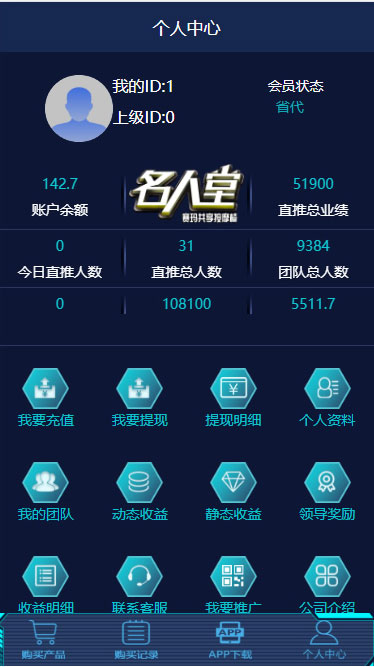 个人中心
我的ID:1
会员状态
上级ID:0
省代
142.7
名人堂
51900
账户余额
赛玛共享按摩椅
直推总业绩
0
31
9384
今日直推人数
直推总人数
团队总人数
0
108100
5511.7
我要充值
我要提现
提现明细
个人资料
我的团队
动态收益
静态收益
领导奖励
收益明细
联系客服
我要推广
公司介绍
APP
购买产品
购买记录
APP下载
个人中心